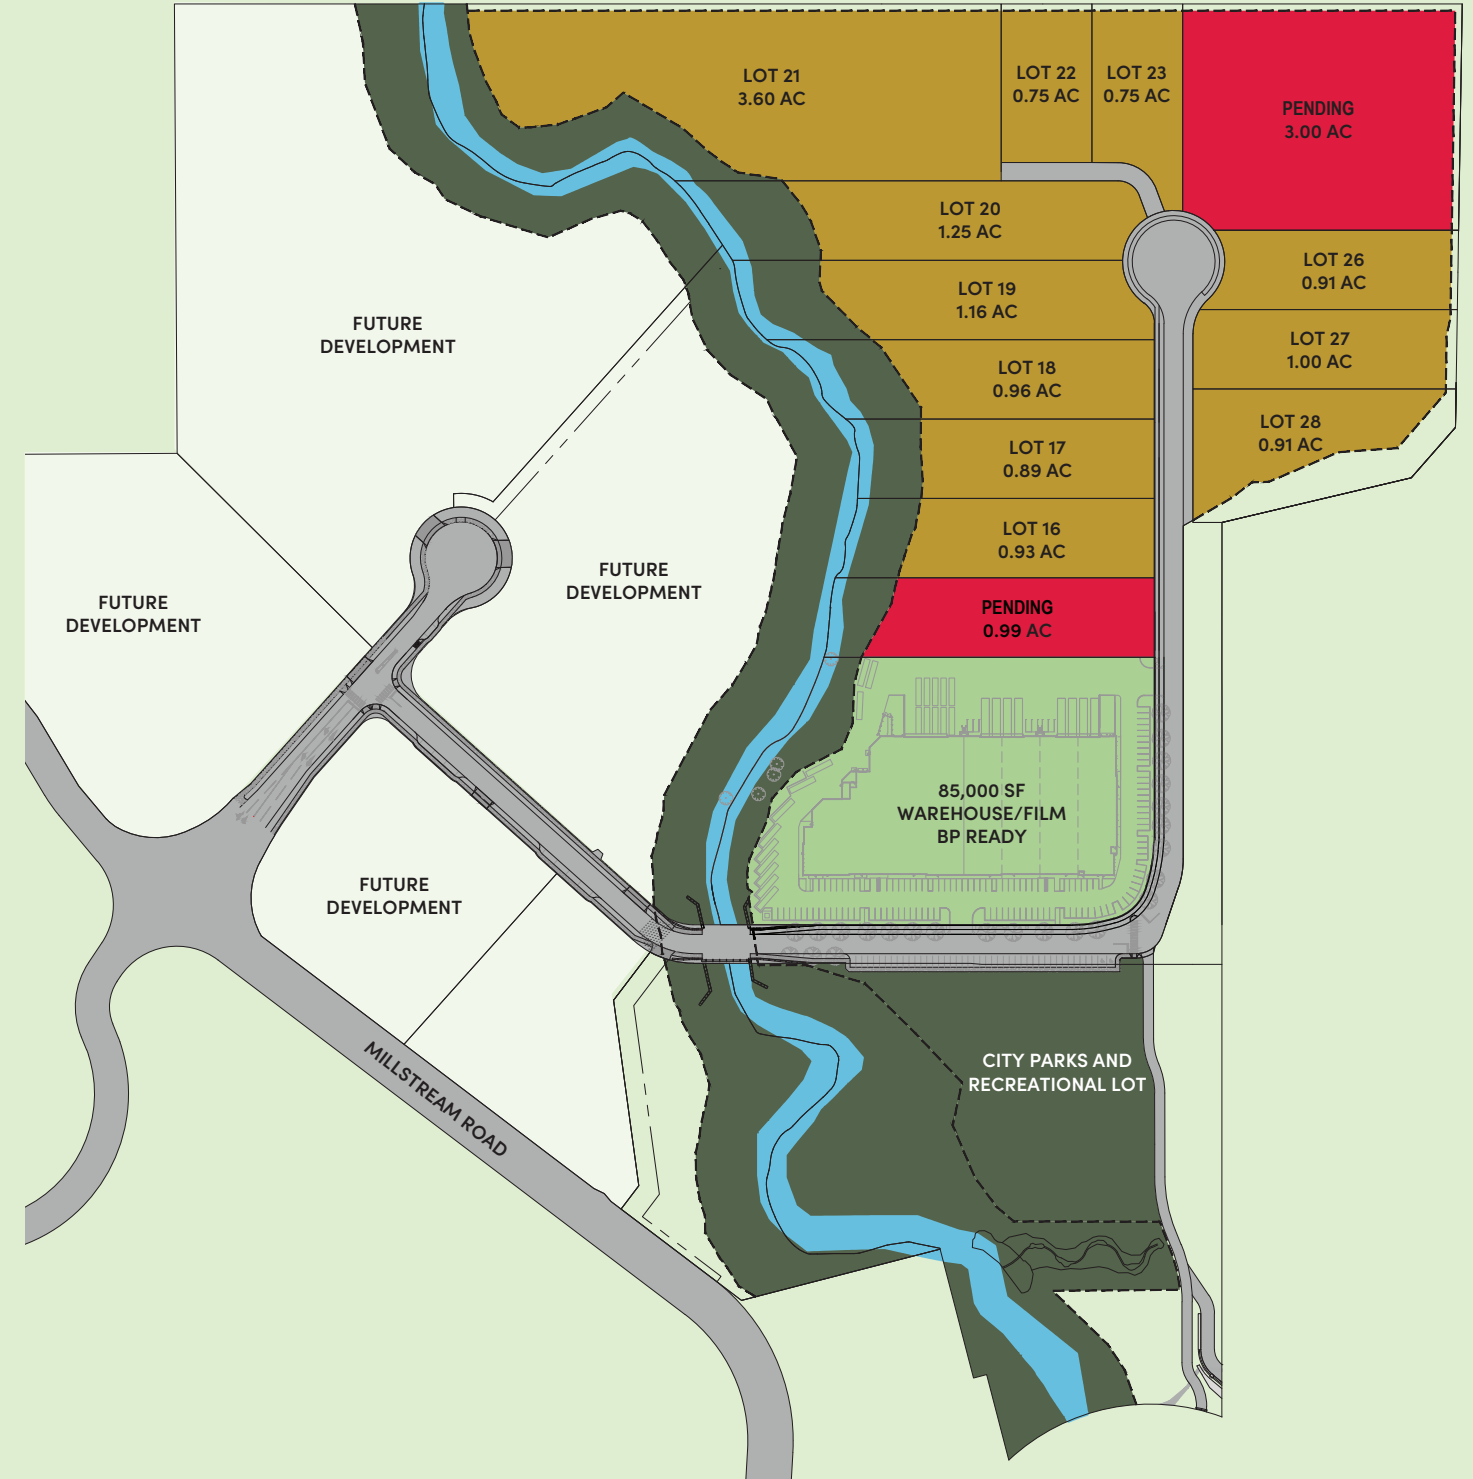 LOT 21
3.60 AC
LOT 22
0.75 AC
LOT 23
0.75 AC
PENDING
3.00 AC
LOT 20
1.25 AC
LOT 26
0.91 AC
LOT 19
1.16 AC
LOT 27
1.00 AC
LOT 18
0.96 AC
LOT 28
0.91 AC
LOT 17
0.89 AC
LOT 16
0.93 AC
PENDING
0.99 AC
FUTURE
DEVELOPMENT
FUTURE
DEVELOPMENT
FUTURE
DEVELOPMENT
85,000 SF
WAREHOUSE/FILM
BP READY
FUTURE
DEVELOPMENT
MILLSTREAM ROAD
CITY PARKS AND
RECREATIONAL LOT